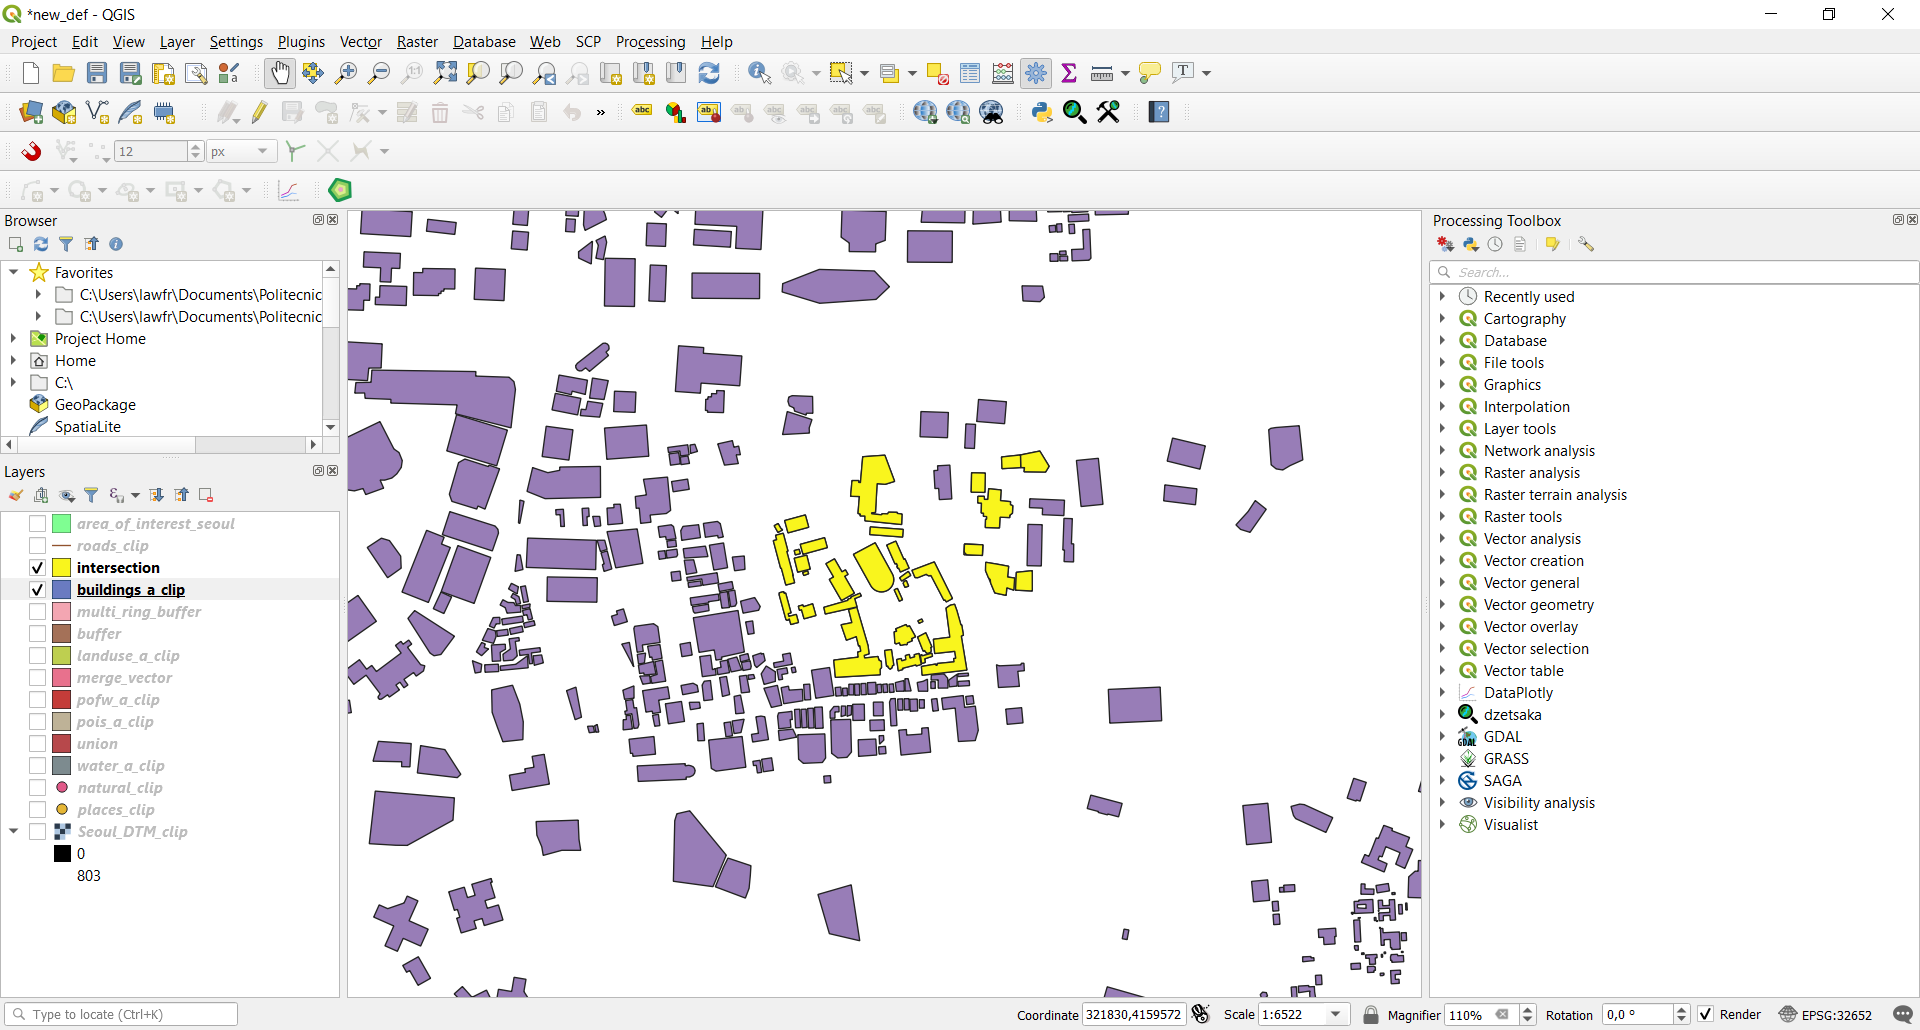 *new_def - QGIS
Project Edit View Layer Settings Plugins Vector Raster Database Web SCP Processing Help
12 px
Browser
Favorites
C:\Users\lawfr\Documents\Politecnic
C:\Users\lawfr\Documents\Politecnic
Project Home
Home
C:\
GeoPackage
SpatiaLite
Layers
area_of_interest_seoul
roads_clip
intersection
buildings_a_clip
multi_ring_buffer
buffer
landuse_a_clip
merge_vector
pofw_a_clip
pois_a_clip
union
water_a_clip
natural_clip
places_clip
Seoul_DTM_clip
0
803
Processing Toolbox
Search...
Recently used
Cartography
Database
File tools
Graphics
Interpolation
Layer tools
Network analysis
Raster analysis
Raster terrain analysis
Raster tools
Vector analysis
Vector creation
Vector general
Vector geometry
Vector overlay
Vector selection
Vector table
DataPlotly
dzetsaka
GDAL
GRASS
SAGA
Visibility analysis
Visualist
Type to locate (Ctrl+K)
Coordinate 321830,4159572 Scale 1:6522 Magnifier 110% Rotation 0,0 ° Render EPSG:32652